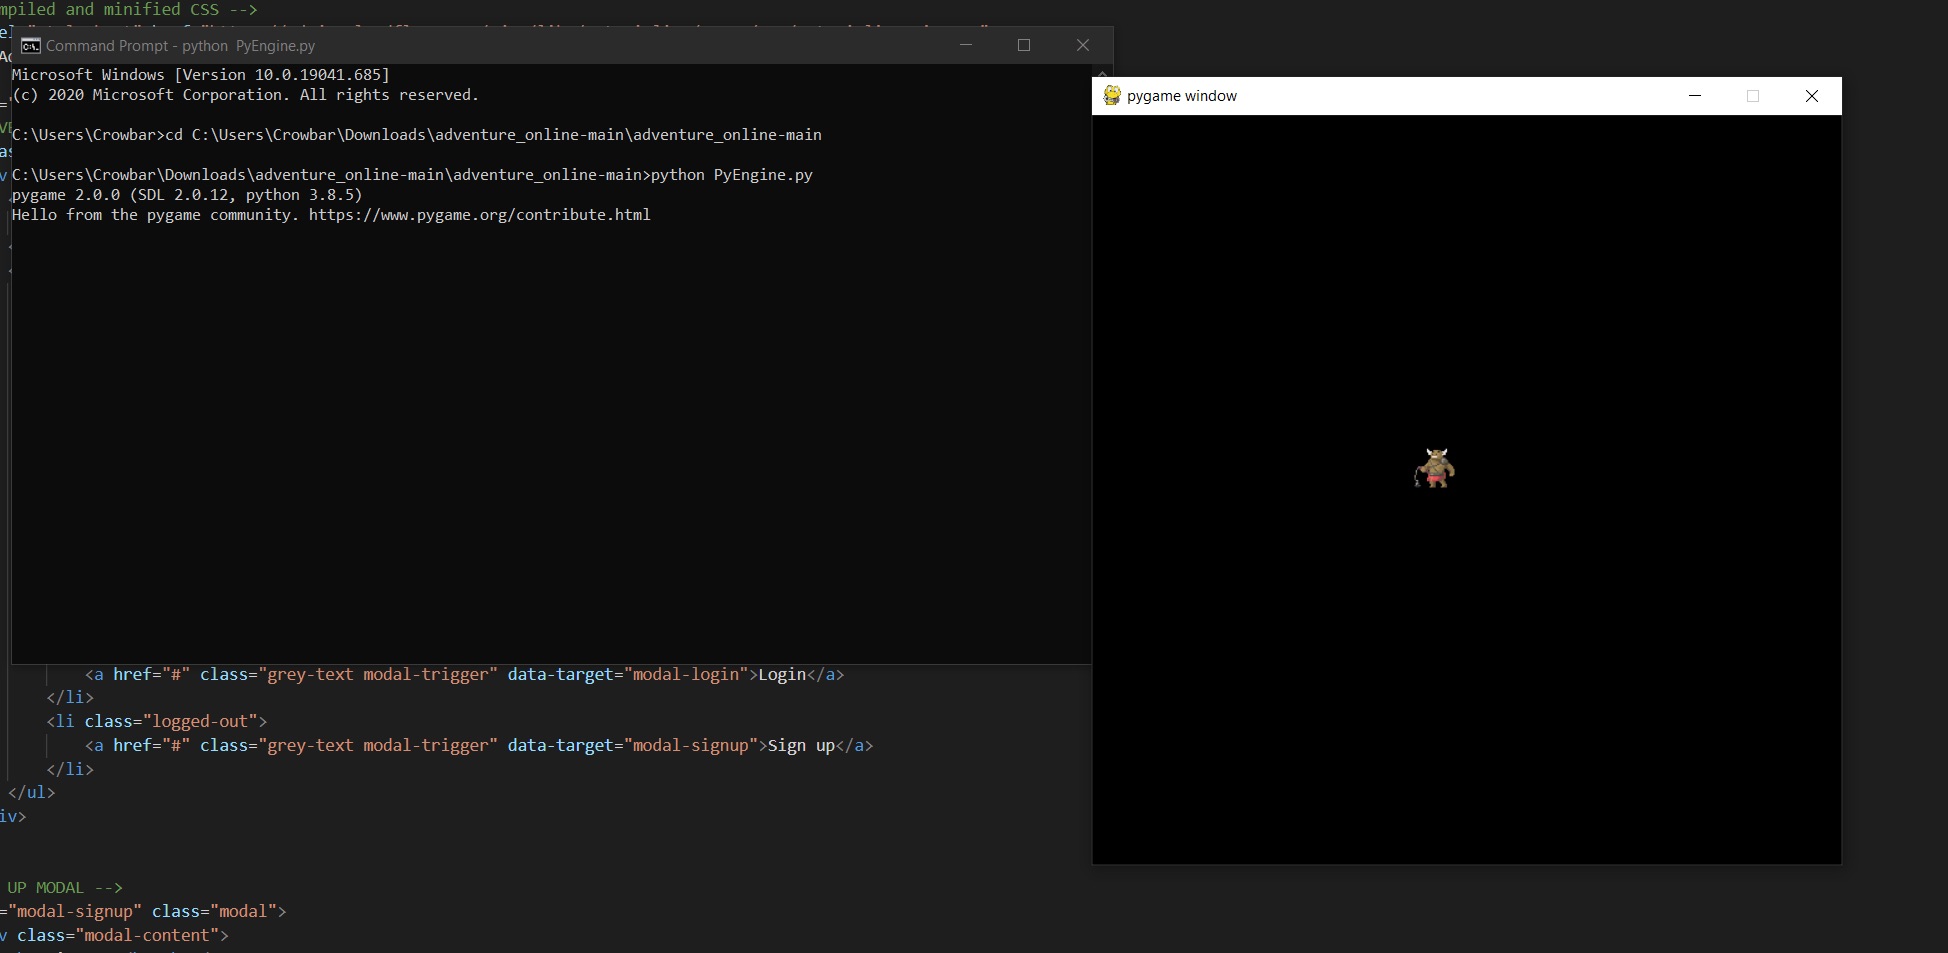 CSS -->
and minified
Command Prompt - python  PyEngine.py
Microsoft Windows [Version 10.0.19041.685]
(c) 2020 Microsoft Corporation. All rights reserved.
C:\Users\Crowbar>cd C:\Users\Crowbar\Downloads\adventure_online-main\adventure_online-main
C:\Users\Crowbar\Downloads\adventure_online-main\adventure_online-main>python PyEngine.py
pygame 2.0.0 (SDL 2.0.12, python 3.8.5)
Hello from the pygame community. https://www.pygame.org/contribute.html
pygame window
<a href="#" class="grey-text modal-trigger" data-target="modal-login">Login</a>
</li>
<li class="logged-out">
<a href="#" class="grey-text modal-trigger" data-target="modal-signup">Sign up</a>
</li>
</ul>
iv>
UP MODAL -->
="modal-signup" class="modal">
v class="modal-content">